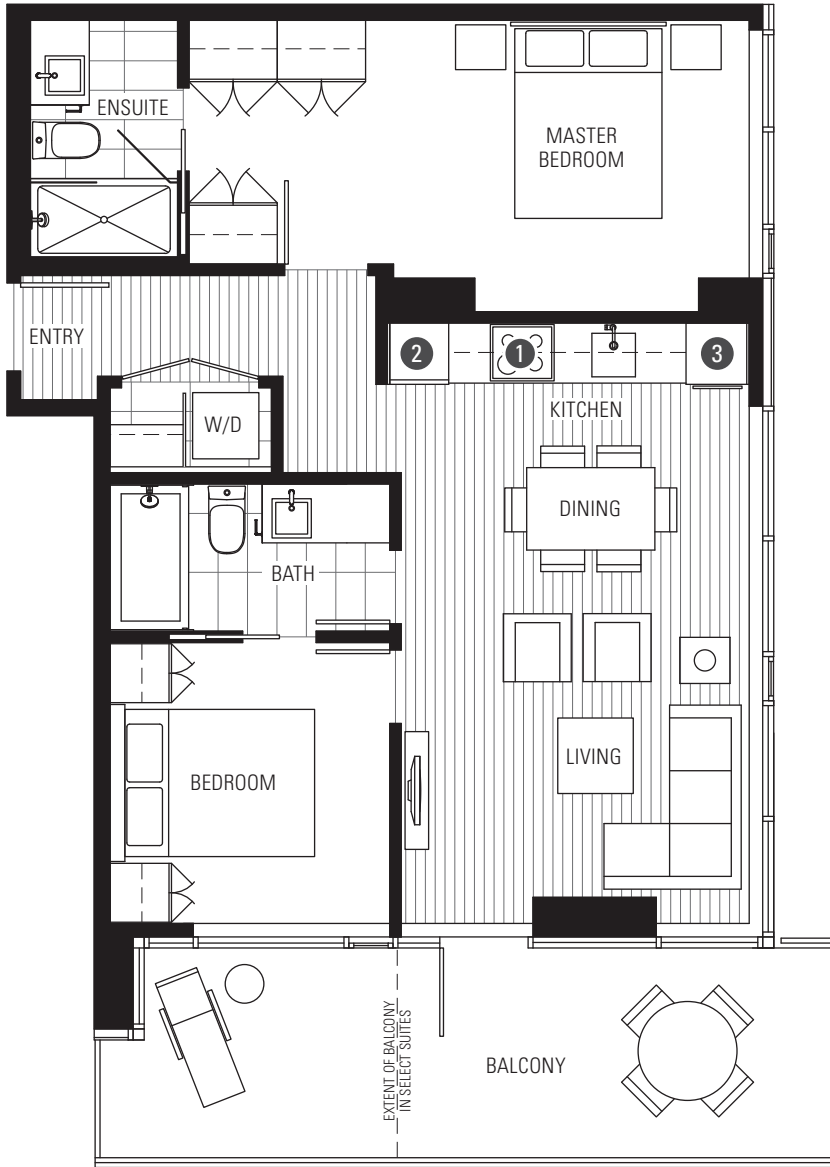 ENSUITE
MASTER
BEDROOM
ENTRY
2
1
3
KITCHEN
W/D
DINING
BATH
LIVING
BEDROOM
EXTENT OF BALCONY
IN SELECT SUITES
BALCONY